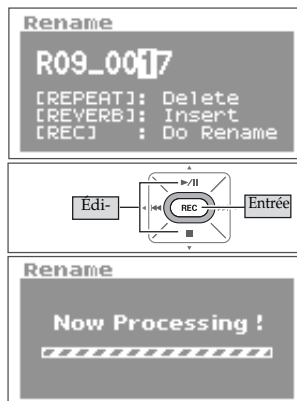 Rename
R09_0017
[REPEAT]: Delete
[REVERB]: Insert
[REC] : Do Rename
Édi-
REC
Entrée
Rename
Now Processing !